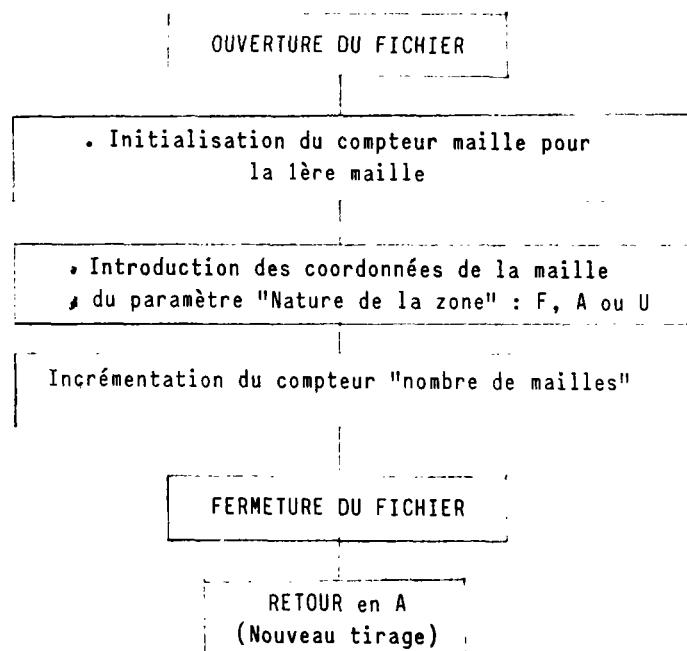 OUVERTURE DU FICHIER
. Initialisation du compteur maille pour
la 1ère maille
. Introduction des coordonnées de la maille
. du paramètre "Nature de la zone" : F, A ou U
Incrémentation du compteur "nombre de mailles"
FERMETURE DU FICHIER
RETOUR en A
(Nouveau tirage)